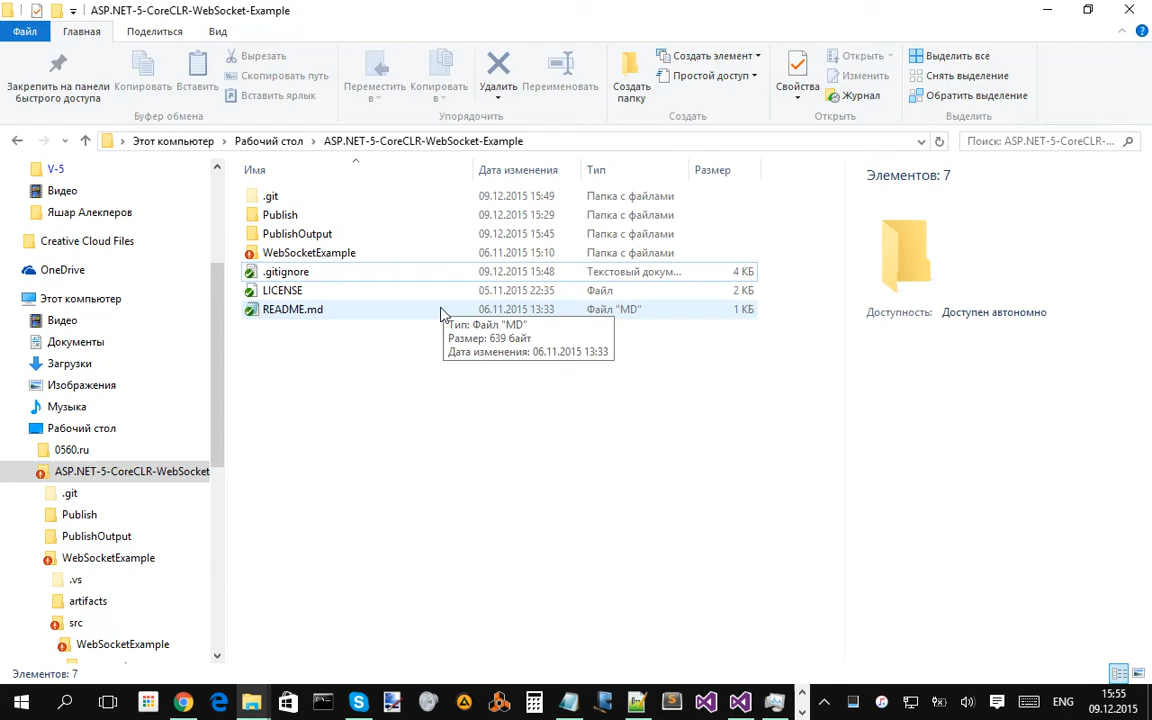 ASP.NET-5-CoreCLR-WebSocket-Example
Файл
Главная
Поделиться
Вид
Закрепить на панели быстрого доступа
Копировать
Вставить
Вырезать
Скопировать путь
Вставить ярлык
Буфер обмена
Переместить в
Копировать в
Удалить
Переименовать
Упорядочить
Создать папку
Создать элемент
Простой доступ
Создать
Свойства
Открыть
Изменить
Журнал
Открыть
Выделить все
Снять выделение
Обратить выделение
Выделить
Этот компьютер
Рабочий стол
ASP.NET-5-CoreCLR-WebSocket-Example
Поиск: ASP.NET-5-CoreCLR-...
V-5
Видео
Яшар Алекперов
Creative Cloud Files
OneDrive
Этот компьютер
Видео
Документы
Загрузки
Изображения
Музыка
Рабочий стол
0560.ru
ASP.NET-5-CoreCLR-WebSocket
.git
Publish
PublishOutput
WebSocketExample
.vs
artifacts
src
WebSocketExample
Имя Дата изменения Тип Размер
.git 09.12.2015 15:49 Папка с файлами
Publish 09.12.2015 15:29 Папка с файлами
PublishOutput 09.12.2015 15:45 Папка с файлами
WebSocketExample 06.11.2015 15:10 Папка с файлами
.gitignore 09.12.2015 15:48 Текстовый докум... 4 КБ
LICENSE 05.11.2015 22:35 Файл 2 КБ
README.md 06.11.2015 13:33 Файл "MD" 1 КБ
Тип: Файл "MD"
Размер: 639 байт
Дата изменения: 06.11.2015 13:33
Элементов: 7
Доступность: Доступен автономно
Элементов: 7
ENG
15:55
09.12.2015